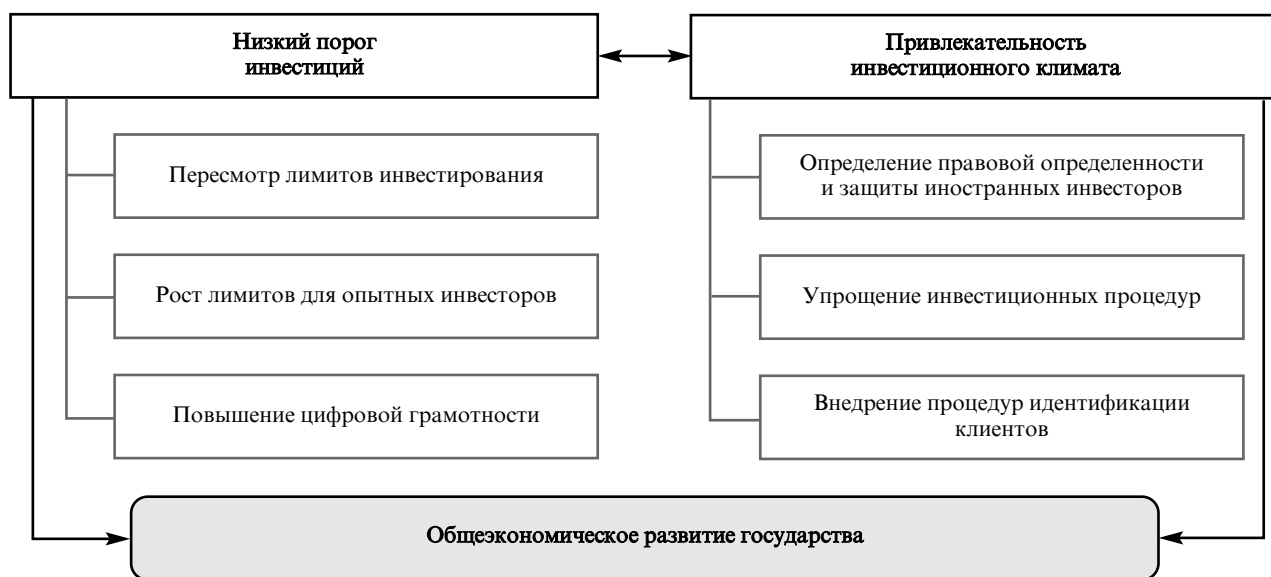 Низкий порог
инвестиций
Привлекательность
инвестиционного климата
Пересмотр лимитов инвестирования
Рост лимитов для опытных инвесторов
Повышение цифровой грамотности
Определение правовой определенности
и защиты иностранных инвесторов
Упрощение инвестиционных процедур
Внедрение процедур идентификации
клиентов
Общеэкономическое развитие государства